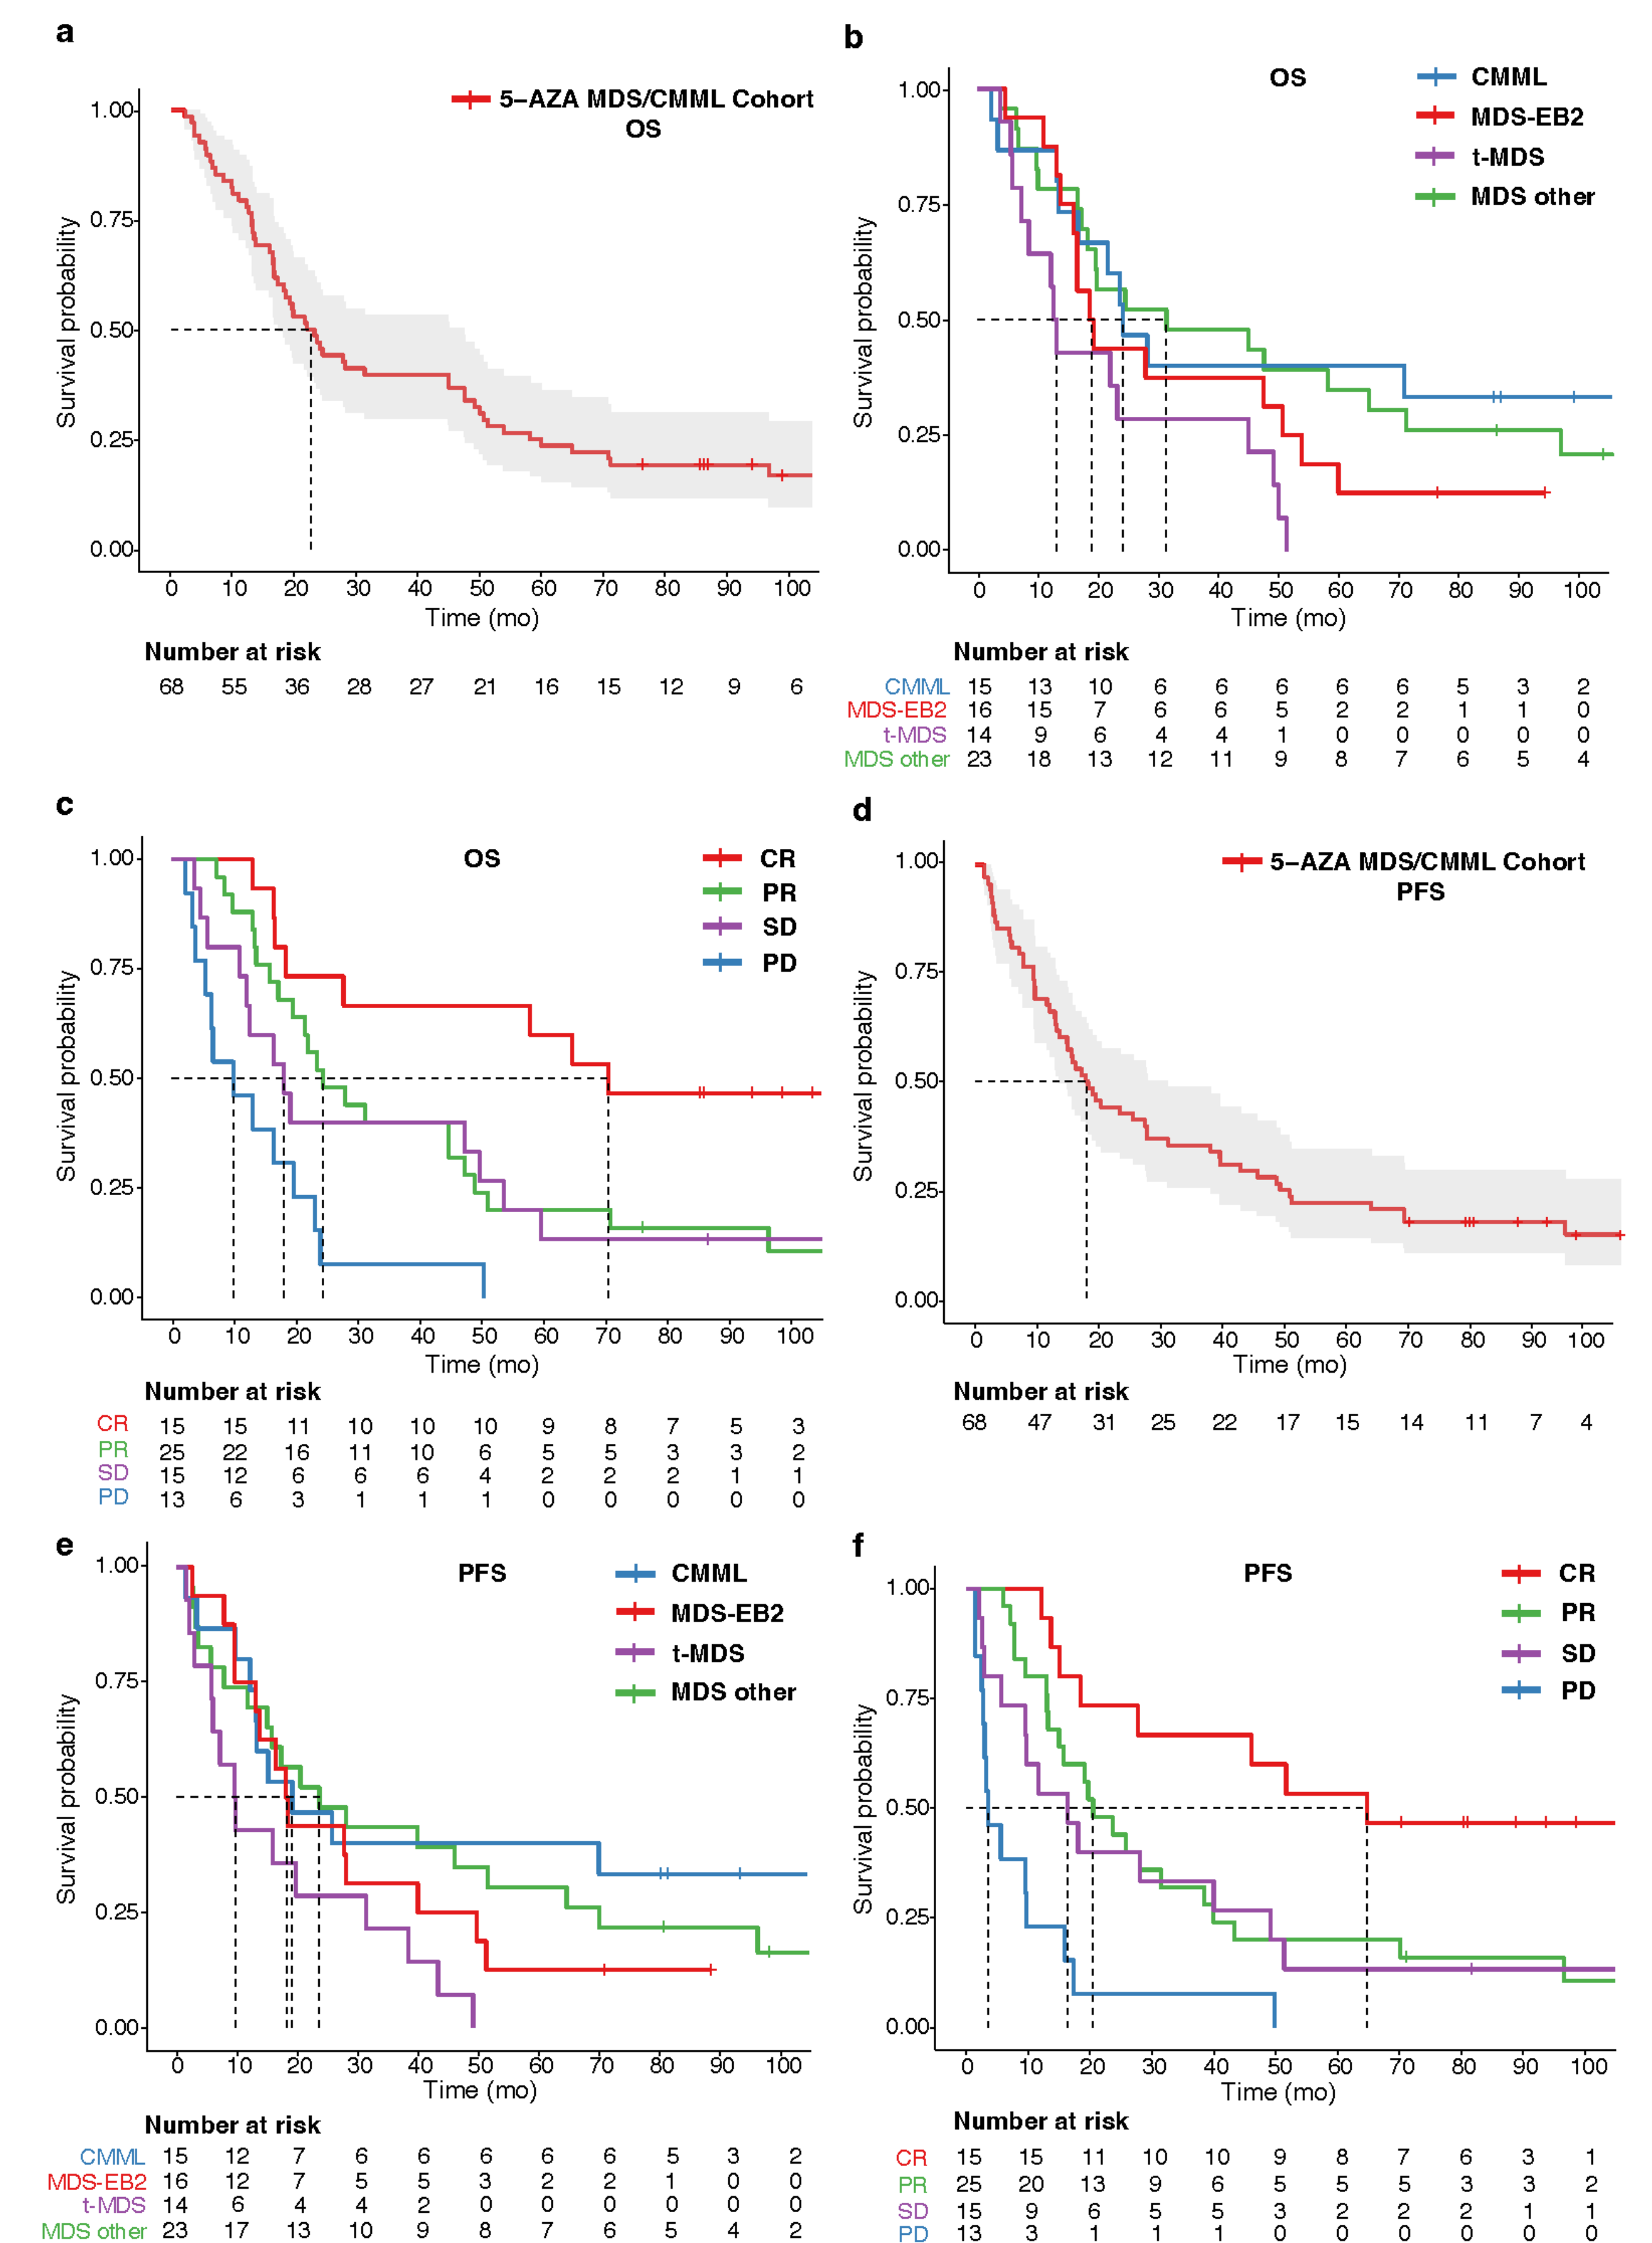 a
5–AZA MDS/CMML Cohort
OS
1.00
0.75
0.50
0.25
0.00
Survival probability
0 10 20 30 40 50 60 70 80 90 100
Time (mo)
Number at risk
68 55 36 28 27 21 16 15 12 9 6
b
OS
CMML
MDS-EB2
t-MDS
MDS other
1.00
0.75
0.50
0.25
0.00
Survival probability
0 10 20 30 40 50 60 70 80 90 100
Time (mo)
Number at risk
CMML 15 13 10 6 6 6 6 6 5 3 2
MDS-EB2 16 15 7 6 6 5 2 2 1 1 0
t-MDS 14 9 6 4 4 1 0 0 0 0 0
MDS other 23 18 13 12 11 9 8 7 6 5 4
c
OS
CR
PR
SD
PD
1.00
0.75
0.50
0.25
0.00
Survival probability
0 10 20 30 40 50 60 70 80 90 100
Time (mo)
Number at risk
CR 15 15 11 10 10 10 9 8 7 5 3
PR 25 22 16 11 10 6 5 5 3 3 2
SD 15 12 6 6 6 4 2 2 2 1 1
PD 13 6 3 1 1 1 0 0 0 0 0
d
5–AZA MDS/CMML Cohort
PFS
1.00
0.75
0.50
0.25
0.00
Survival probability
0 10 20 30 40 50 60 70 80 90 100
Time (mo)
Number at risk
68 47 31 25 22 17 15 14 11 7 4
e
PFS
CMML
MDS-EB2
t-MDS
MDS other
1.00
0.75
0.50
0.25
0.00
Survival probability
0 10 20 30 40 50 60 70 80 90 100
Time (mo)
Number at risk
CMML 15 12 7 6 6 6 6 6 5 3 2
MDS-EB2 16 12 7 5 5 3 2 2 1 0 0
t-MDS 14 6 4 4 2 0 0 0 0 0 0
MDS other 23 17 13 10 9 8 7 6 5 4 2
f
PFS
CR
PR
SD
PD
1.00
0.75
0.50
0.25
0.00
Survival probability
0 10 20 30 40 50 60 70 80 90 100
Time (mo)
Number at risk
CR 15 15 11 10 10 9 8 7 6 3 1
PR 25 20 13 9 6 5 5 5 3 3 2
SD 15 9 6 5 5 3 2 2 2 1 1
PD 13 3 1 1 1 0 0 0 0 0 0